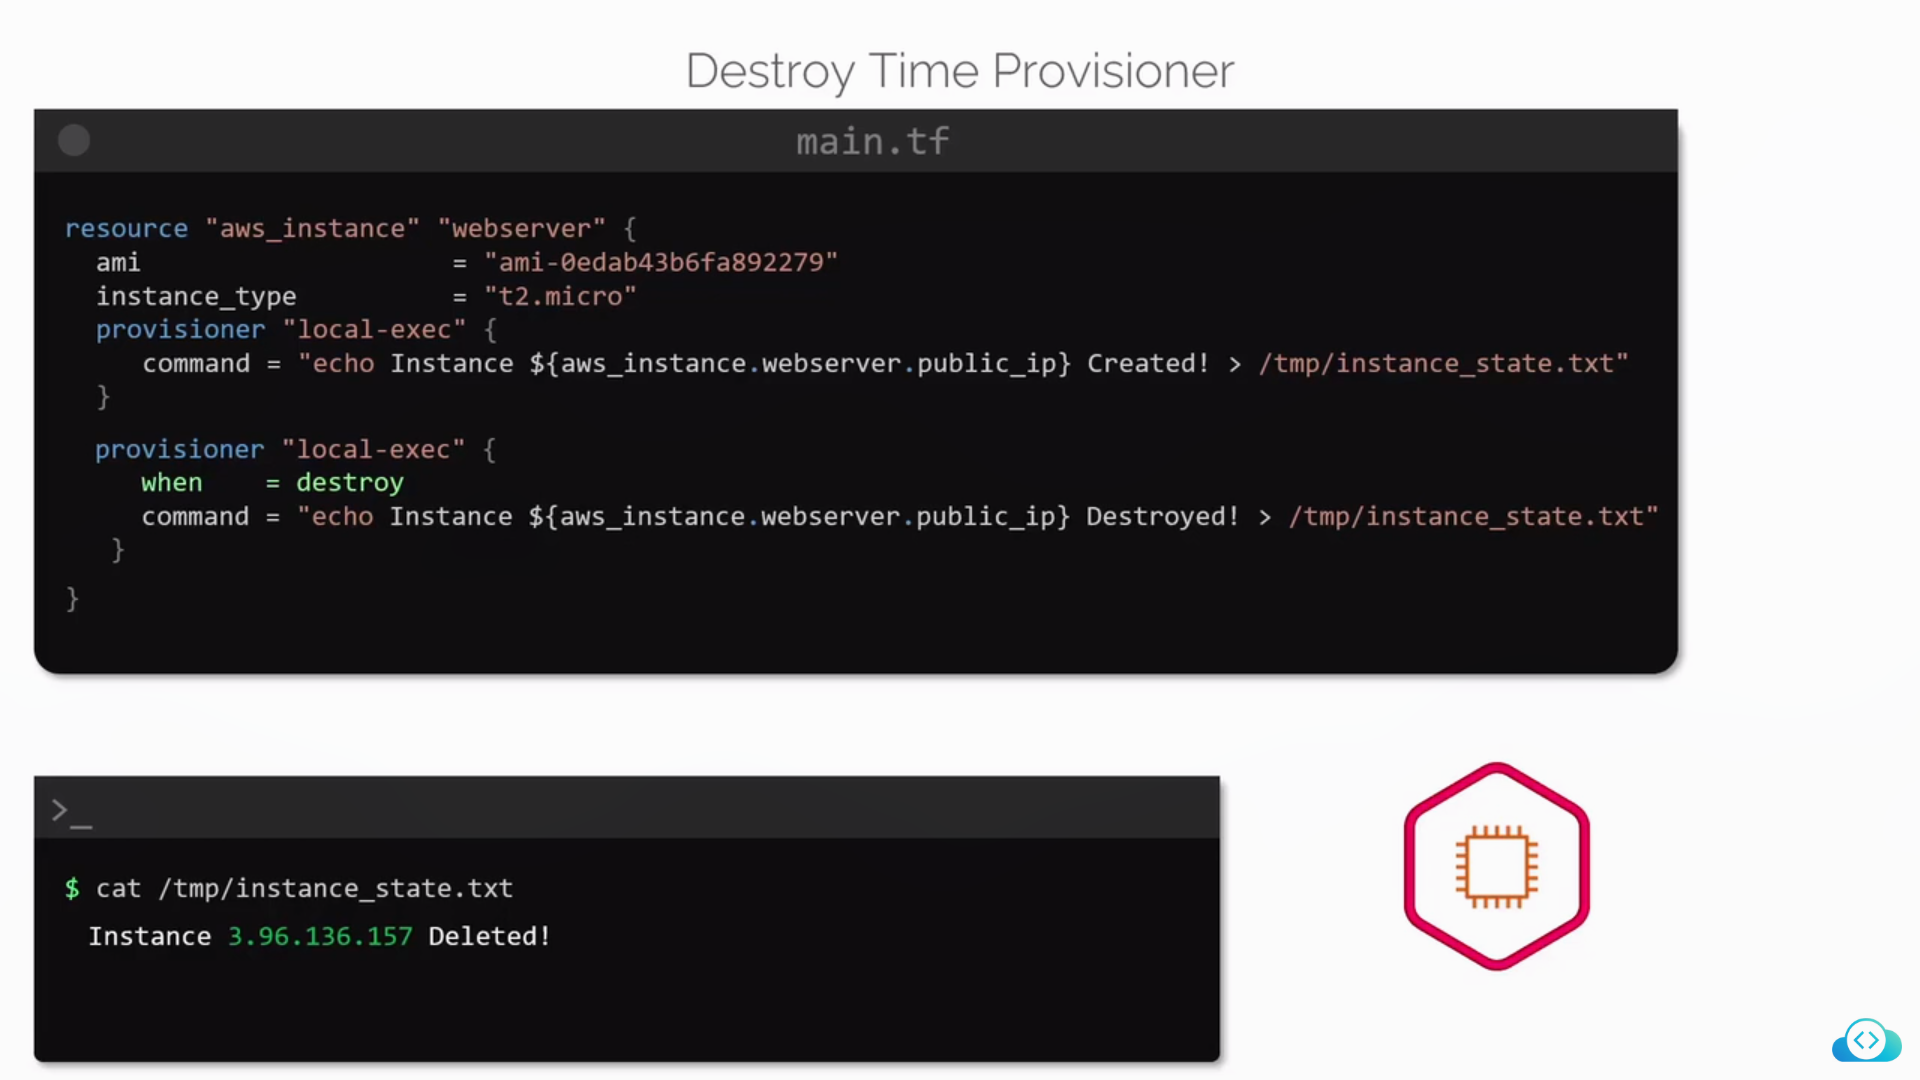 Destroy Time Provisioner
main.tf
resource "aws_instance" "webserver" {
ami = "ami-0edab43b6fa892279"
instance_type = "t2.micro"
provisioner "local-exec" {
command = "echo Instance ${aws_instance.webserver.public_ip} Created! > /tmp/instance_state.txt"
}
provisioner "local-exec" {
when = destroy
command = "echo Instance ${aws_instance.webserver.public_ip} Destroyed! > /tmp/instance_state.txt"
}
}
>_
$ cat /tmp/instance_state.txt
Instance 3.96.136.157 Deleted!